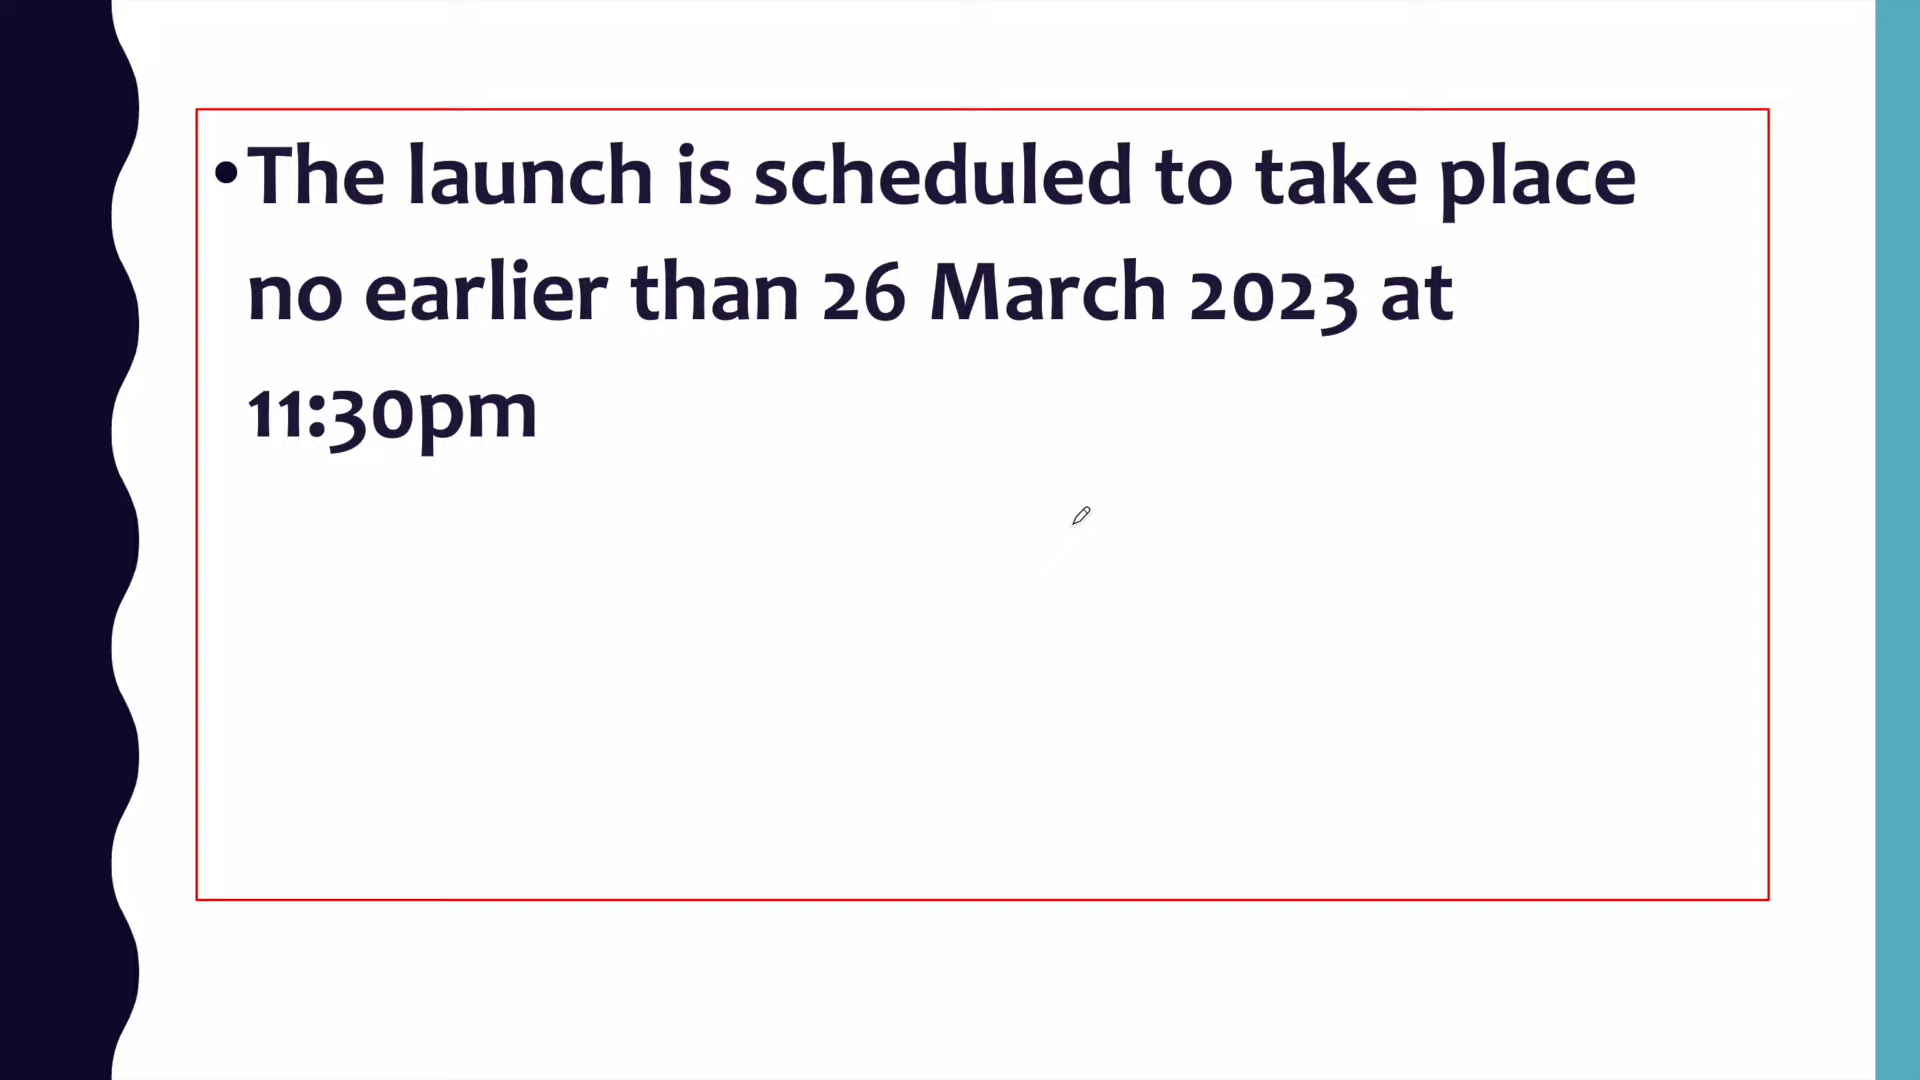 •The launch is scheduled to take place
no earlier than 26 March 2023 at
11:30pm